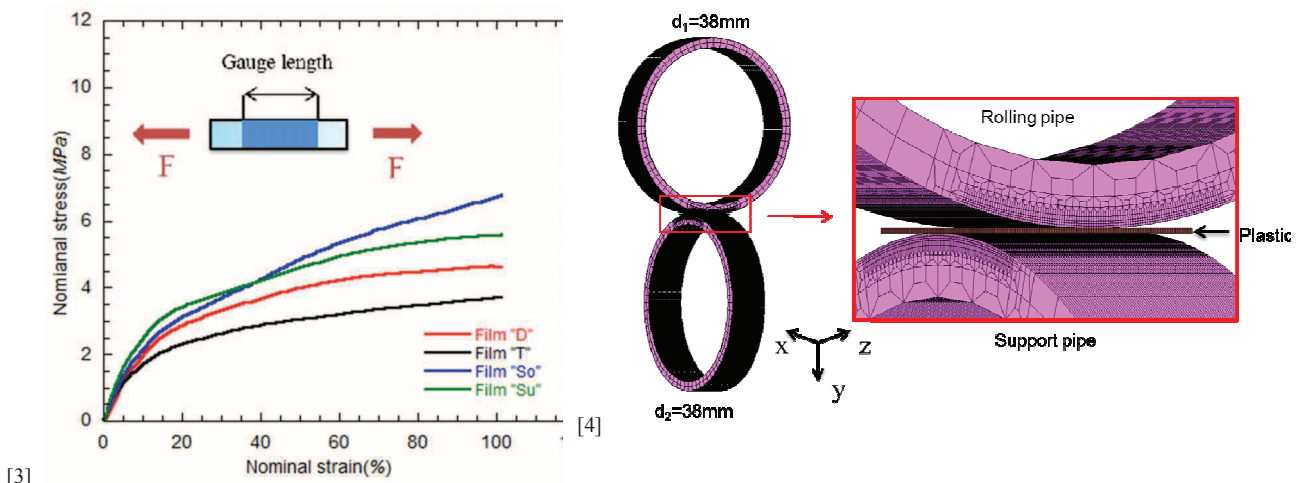 12
10
8
6
4
2
0
Nomianal stress(MPa)
Gauge length
F
F
Film "D"
Film "T"
Film "So"
Film "Su"
0
20
40
60
80
100
Nominal strain(%)
[3]
d₁=38mm
Rolling pipe
Plastic
Support pipe
x
z
y
d₂=38mm
[4]